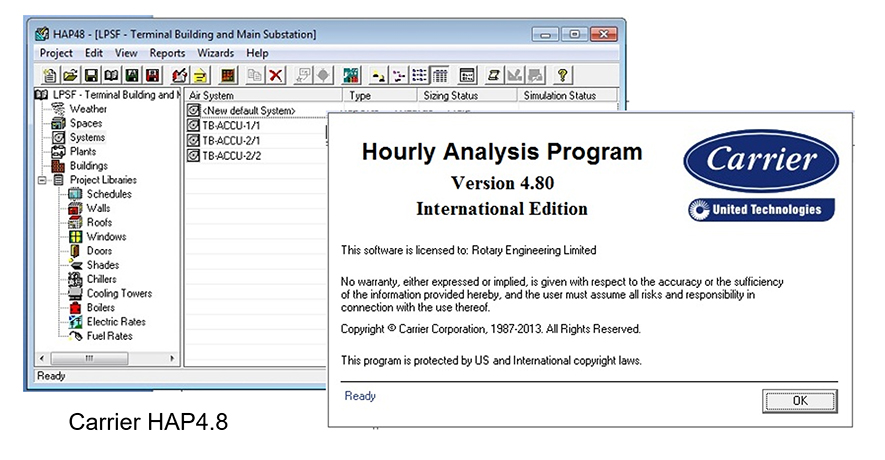 HAP48 - [LPSF - Terminal Building and Main Substation]
Project Edit View Reports Wizards Help
LPSF - Terminal Building and
Weather
Spaces
Systems
Plants
Buildings
Project Libraries
Schedules
Walls
Roofs
Windows
Doors
Shades
Chillers
Cooling Towers
Boilers
Electric Rates
Fuel Rates
Air System Type Sizing Status Simulation Status
<New default System>
TB-ACCU-1/1
TB-ACCU-2/1
TB-ACCU-2/2
Ready
Hourly Analysis Program
Version 4.80
International Edition
Carrier
United Technologies
This software is licensed to: Rotary Engineering Limited
No warranty, either expressed or implied, is given with respect to the accuracy or the sufficiency
of the information provided hereby, and the user must assume all risks and responsibility in
connection with the use thereof.
Copyright © Carrier Corporation, 1987-2013. All Rights Reserved.
This program is protected by US and International copyright laws.
Ready
OK
Carrier HAP4.8